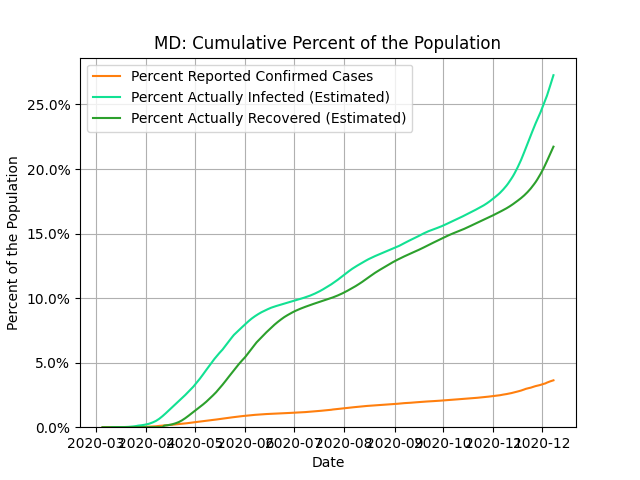 MD: Cumulative Percent of the Population
Percent Reported Confirmed Cases
Percent Actually Infected (Estimated)
Percent Actually Recovered (Estimated)
Percent of the Population
25.0%
20.0%
15.0%
10.0%
5.0%
0.0%
2020-03 2020-04 2020-05 2020-06 2020-07 2020-08 2020-09 2020-10 2020-11 2020-12
Date